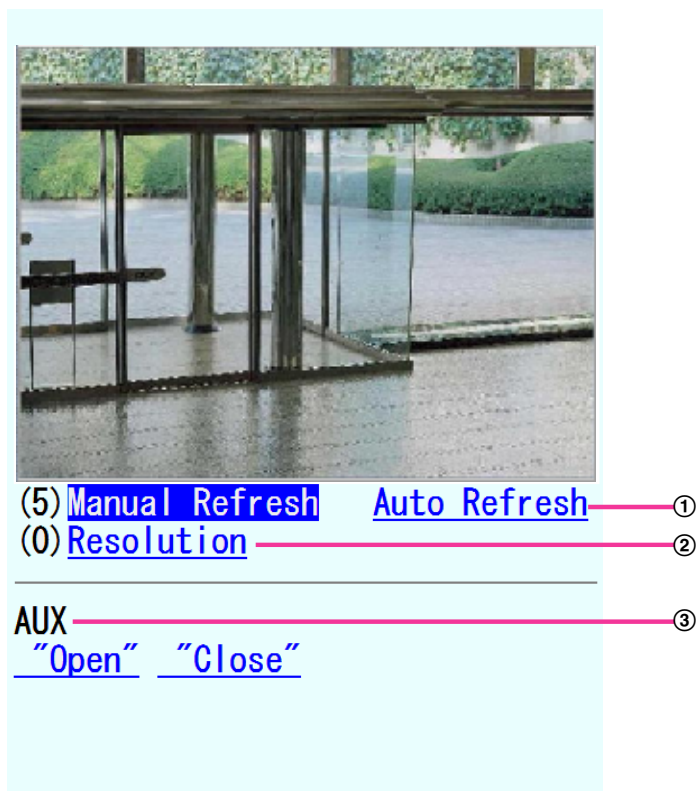 (5)Manual Refresh Auto Refresh ①
(0)Resolution ②
AUX ③
"Open" "Close"